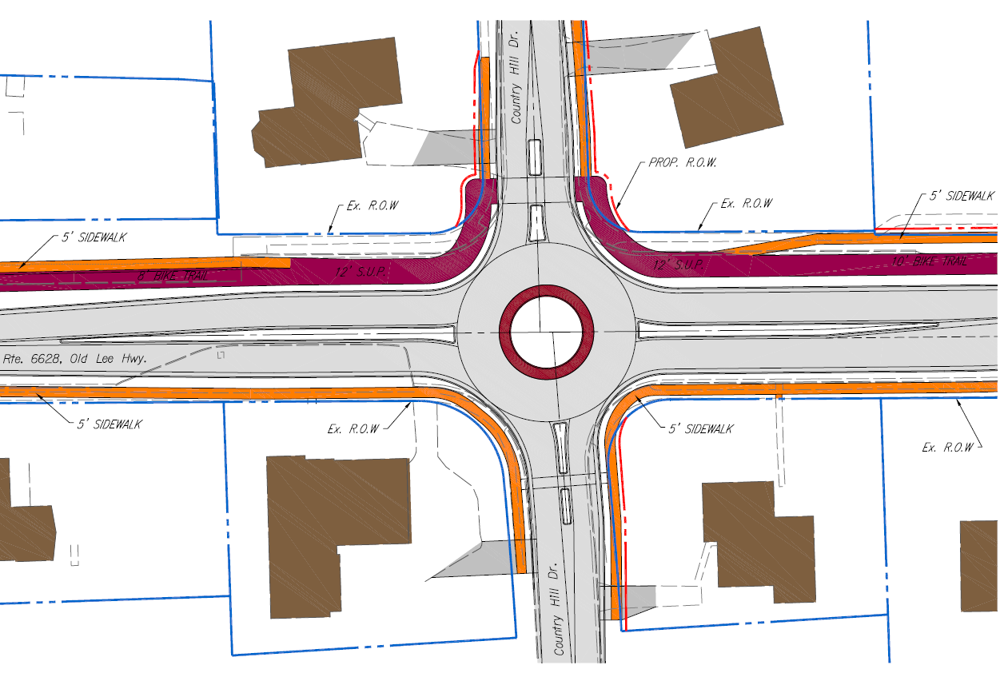 Country Hill Dr.
PROP. R.O.W.
5' SIDEWALK
Ex. R.O.W
Ex. R.O.W
5' SIDEWALK
8' BIKE TRAIL
12' S.U.P.
12' S.U.P.
10' BIKE TRAIL
Rte. 6628, Old Lee Hwy.
5' SIDEWALK
Ex. R.O.W
5' SIDEWALK
Ex. R.O.W
Country Hill Dr.